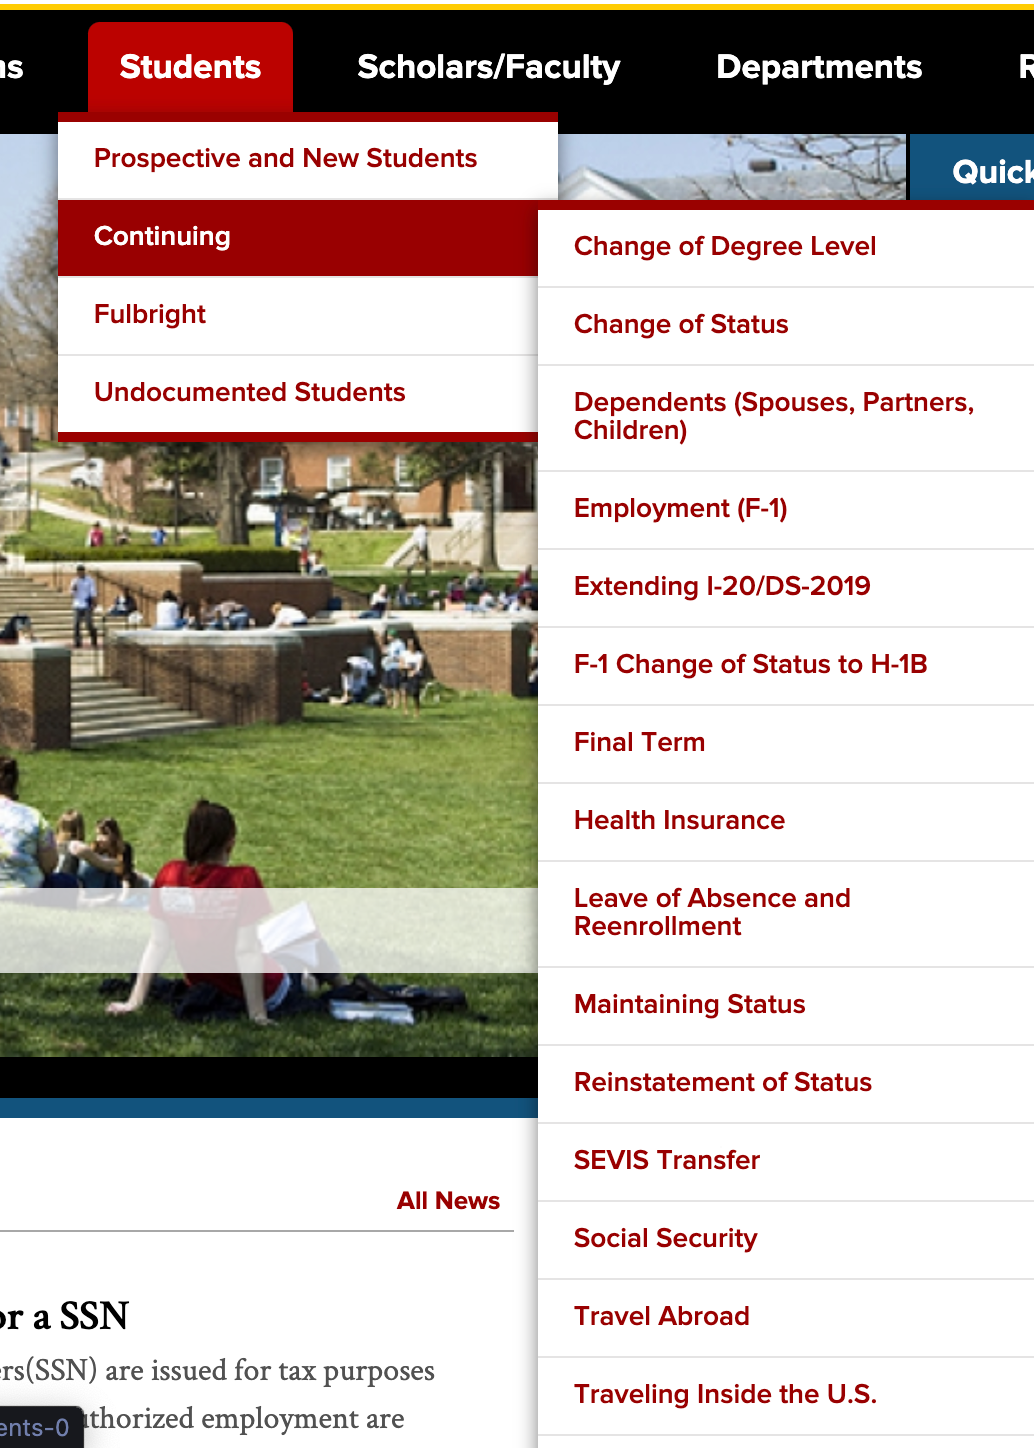 Students
Scholars/Faculty
Departments
Prospective and New Students
Quick
Continuing
Fulbright
Undocumented Students
Change of Degree Level
Change of Status
Dependents (Spouses, Partners,
Children)
Employment (F-1)
Extending I-20/DS-2019
F-1 Change of Status to H-1B
Final Term
Health Insurance
Leave of Absence and
Reenrollment
Maintaining Status
Reinstatement of Status
SEVIS Transfer
Social Security
Travel Abroad
Traveling Inside the U.S.
All News
or a SSN
ers(SSN) are issued for tax purposes
uthorized employment are
ents-0